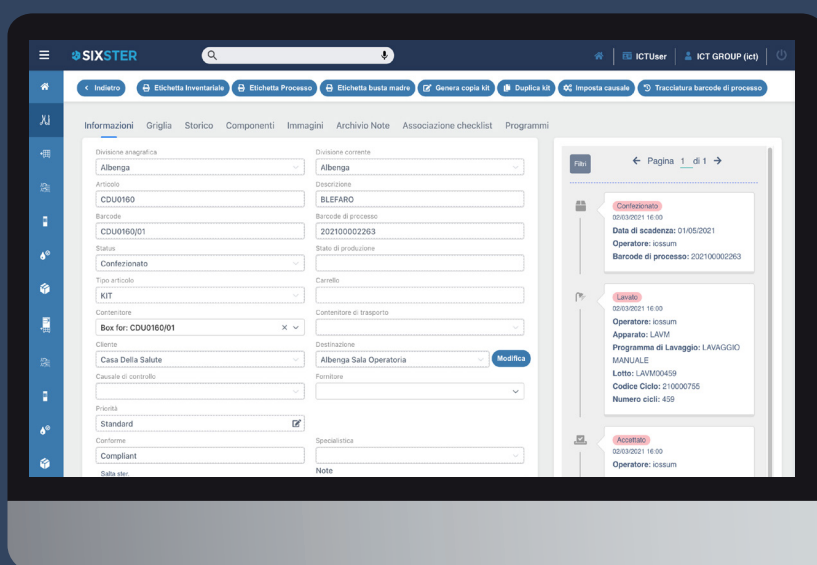 SIXSTER
ICTUser
ICT GROUP (ict)
Indietro
Etichetta Inventariale
Etichetta Processo
Etichetta busta madre
Genera copia kit
Duplica kit
Imposta causale
Tracciatura barcode di processo
Informazioni Griglia Storico Componenti Immagini Archivio Note Associazione checklist Programmi
Divisione anagrafica
Albenga
Divisione corrente
Albenga
Articolo
CDU0160
Descrizione
BLEFARO
Barcode
CDU0160/01
Barcode di processo
202100002263
Status
Confezionato
Stato di produzione
Tipo articolo
KIT
Carrello
Contenitore
Box for: CDU0160/01
Contenitore di trasporto
Cliente
Casa Della Salute
Destinazione
Albenga Sala Operatoria
Modifica
Causale di controllo
Fornitore
Priorità
Standard
Conforme
Compliant
Specialistica
Salta ster.
Note
Filtri
Pagina 1 di 1
Confezionato
02/03/2021 16:00
Data di scadenza: 01/05/2021
Operatore: iossum
Barcode di processo: 202100002263
Lavato
02/03/2021 16:00
Operatore: iossum
Apparato: LAVM
Programma di Lavaggio: LAVAGGIO
MANUALE
Lotto: LAVM00459
Codice Ciclo: 210000755
Numero cicli: 459
Accettato
02/03/2021 16:00
Operatore: iossum